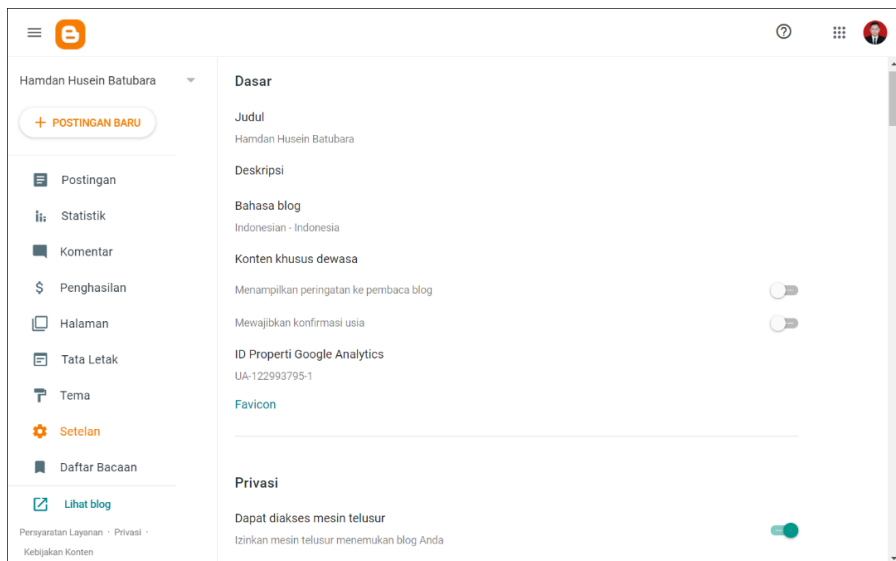 Hamdan Husein Batubara
+ POSTINGAN BARU
Postingan
Statistik
Komentar
Penghasilan
Halaman
Tata Letak
Tema
Setelan
Daftar Bacaan
Lihat blog
Persyaratan Layanan · Privasi ·
Kebijakan Konten
Dasar
Judul
Hamdan Husein Batubara
Deskripsi
Bahasa blog
Indonesian - Indonesia
Konten khusus dewasa
Menampilkan peringatan ke pembaca blog
Mewajibkan konfirmasi usia
ID Properti Google Analytics
UA-122993795-1
Favicon
Privasi
Dapat diakses mesin telusur
Izinkan mesin telusur menemukan blog Anda